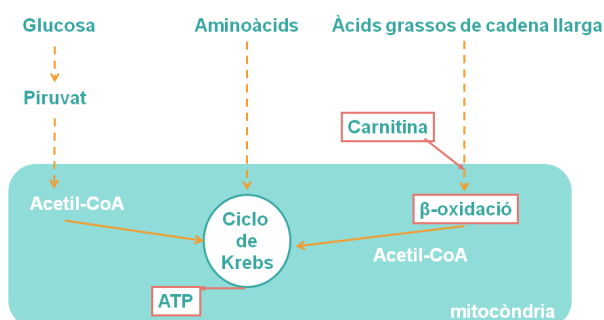 Glucosa
Aminoàcids
Àcids grassos de cadena llarga
Piruvat
Carnitina
Acetil-CoA
Ciclo
de
Krebs
β-oxidació
Acetil-CoA
ATP
mitocòndria